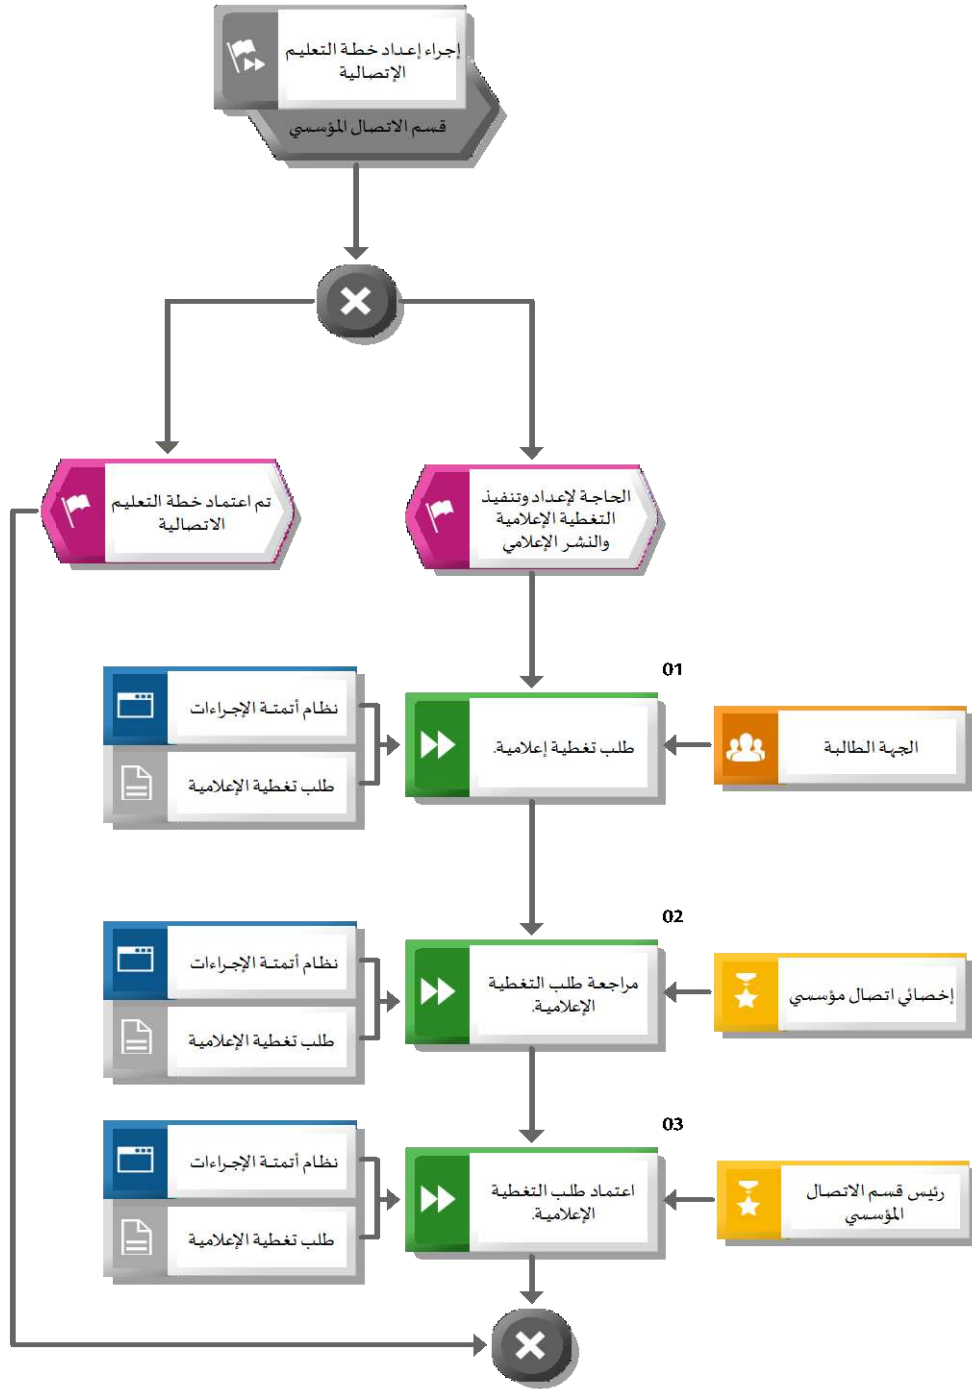 إجراء إعداد خطة التعليم
الإتصالية
قسم الاتصال المؤسسي
الحاجة لإعداد وتنفيذ
التغطية الإعلامية
والنشر الإعلامي
تم اعتماد خطة التعليم
الاتصالية
01
الجهة الطالبة
طلب تغطية إعلامية.
نظام أتمتة الإجراءات
طلب تغطية الإعلامية
02
إخصائي اتصال مؤسسي
مراجعة طلب التغطية
الإعلامية.
نظام أتمتة الإجراءات
طلب تغطية الإعلامية
03
رئيس قسم الاتصال
المؤسسي
اعتماد طلب التغطية
الإعلامية.
نظام أتمتة الإجراءات
طلب تغطية الإعلامية